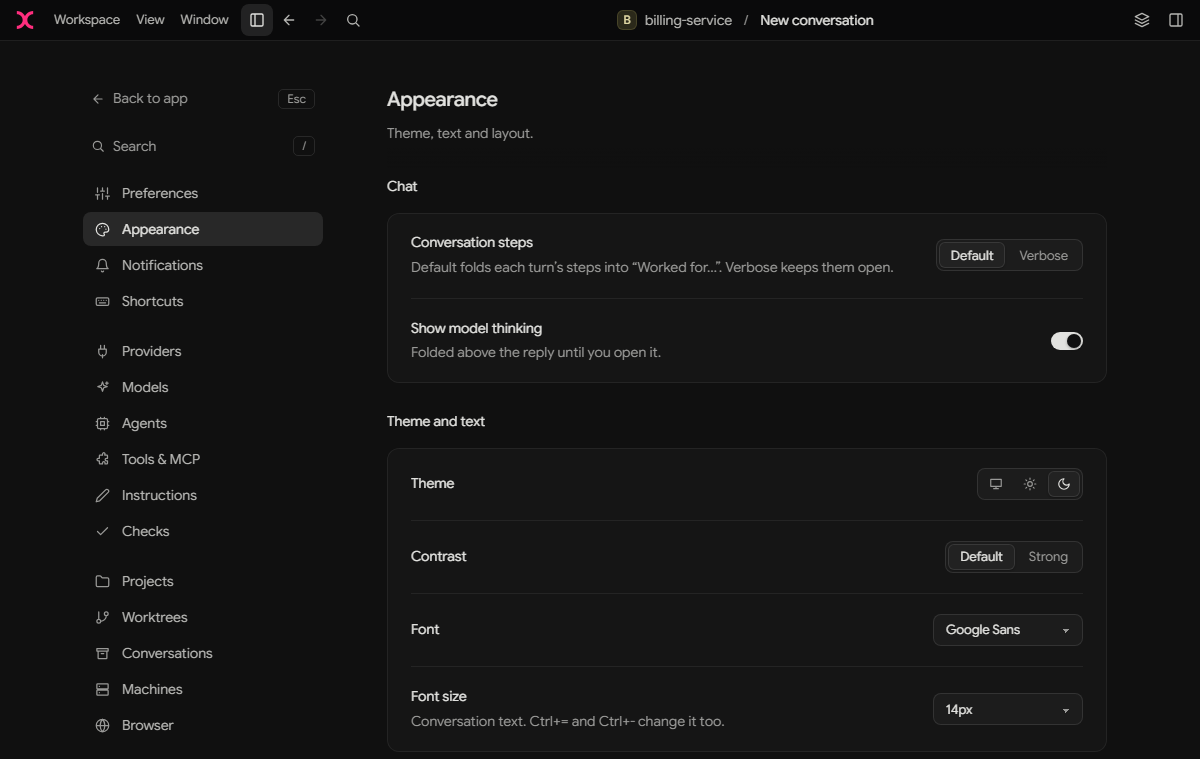 Workspace View Window
B billing-service / New conversation
Back to app Esc
Search /
Preferences
Appearance
Notifications
Shortcuts
Providers
Models
Agents
Tools & MCP
Instructions
Checks
Projects
Worktrees
Conversations
Machines
Browser
Appearance
Theme, text and layout.
Chat
Conversation steps
Default folds each turn’s steps into “Worked for…”. Verbose keeps them open.
Default Verbose
Show model thinking
Folded above the reply until you open it.
Theme and text
Theme
Contrast
Default Strong
Font
Google Sans
Font size
Conversation text. Ctrl+= and Ctrl+- change it too.
14px